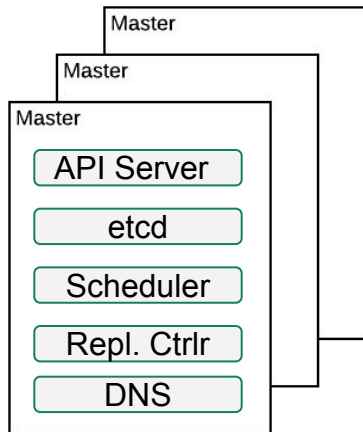 Master
Master
Master
API Server
etcd
Scheduler
Repl. Ctrlr
DNS